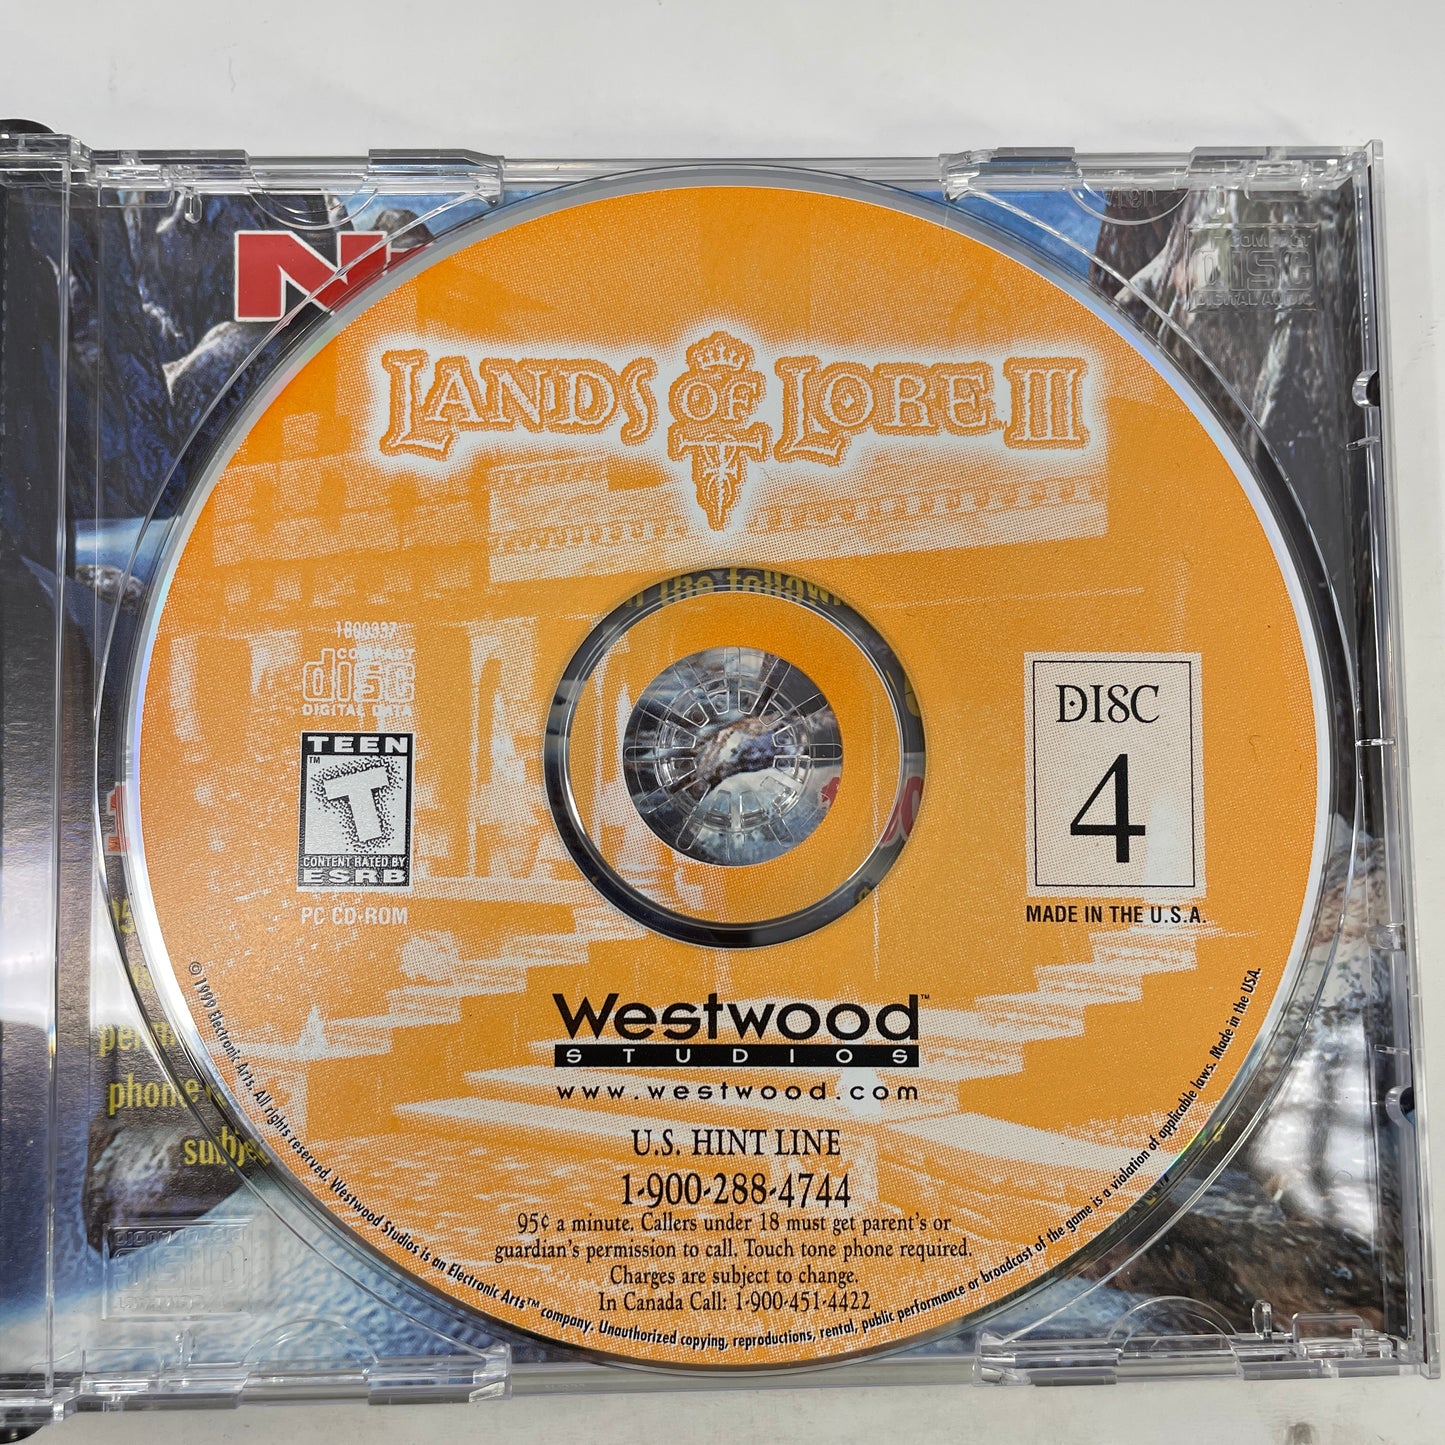 LANDS OF LORE III
1800337
COMPACT
disc
DIGITAL DATA
TEEN
T
CONTENT RATED BY
ESRB
PC CD-ROM
DISC
4
MADE IN THE U.S.A.
Westwood™
STUDIOS
www.westwood.com
U.S. HINT LINE
1-900-288-4744
95¢ a minute. Callers under 18 must get parent's or
guardian's permission to call. Touch tone phone required.
Charges are subject to change.
In Canada Call: 1-900-451-4422
© 1999 Electronic Arts. All rights reserved. Westwood Studios is an Electronic Arts™ company. Unauthorized copying, reproductions, rental, public performance or broadcast of the game is a violation of applicable laws. Made in the USA.
COMPACT
disc
DIGITAL AUDIO
the
phone